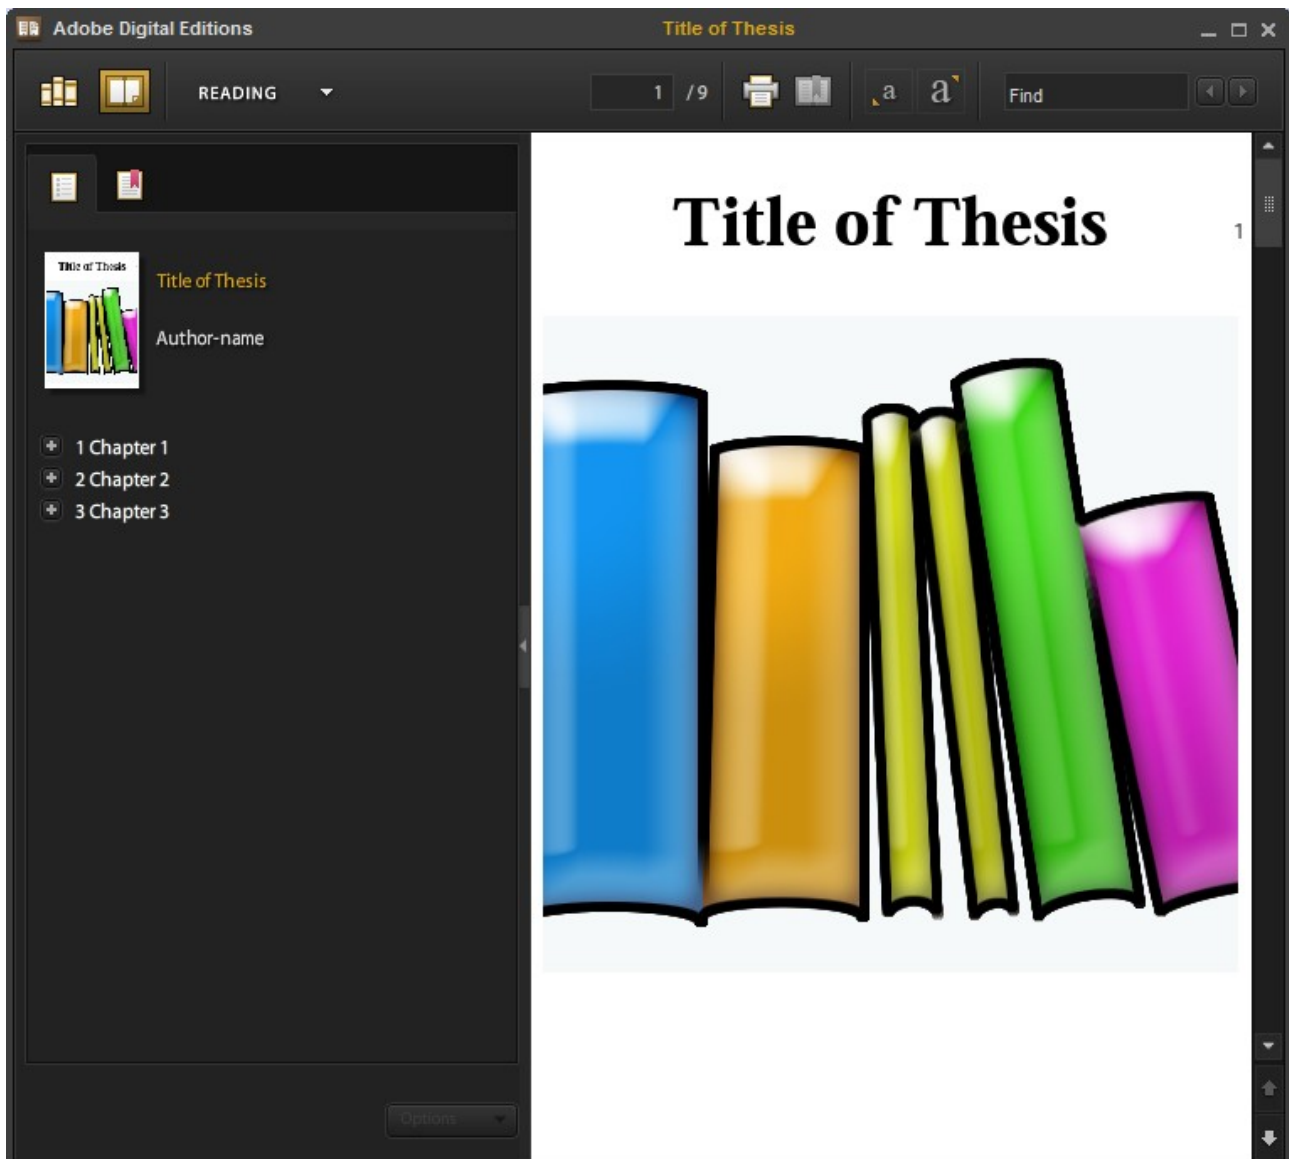 Adobe Digital Editions
Title of Thesis
READING
1 / 9
a
a
Find
Title of Thesis
1
Title of Thesis
Title of Thesis
Author-name
1 Chapter 1
2 Chapter 2
3 Chapter 3
Options